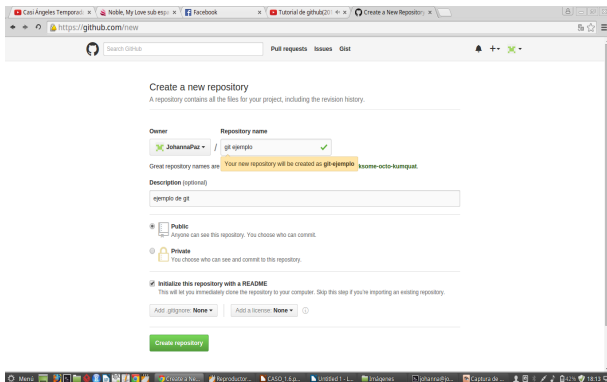 Casi Angeles Temporad
Noble, My Love sub esp
Facebook
Tutorial de github(201
Create a New Repository
https://github.com/new
Search GitHub
Pull requests Issues Gist
Create a new repository
A repository contains all the files for your project, including the revision history.
Owner
Repository name
JohannaPaz / git ejemplo
Great repository names are
Your new repository will be created as git-ejemplo
ksome-octo-kumquat.
Description (optional)
ejemplo de git
Public
Anyone can see this repository. You choose who can commit.
Private
You choose who can see and commit to this repository.
Initialize this repository with a README
This will let you immediately clone the repository to your computer. Skip this step if you're importing an existing repository.
Add .gitignore: None
Add a license: None
Create repository
Menú
Create a Ne...
Reproductor...
CASO_1.6.p...
Untitled 1 - L...
Imágenes
johanna@jo...
Captura de ...
42%
18:13